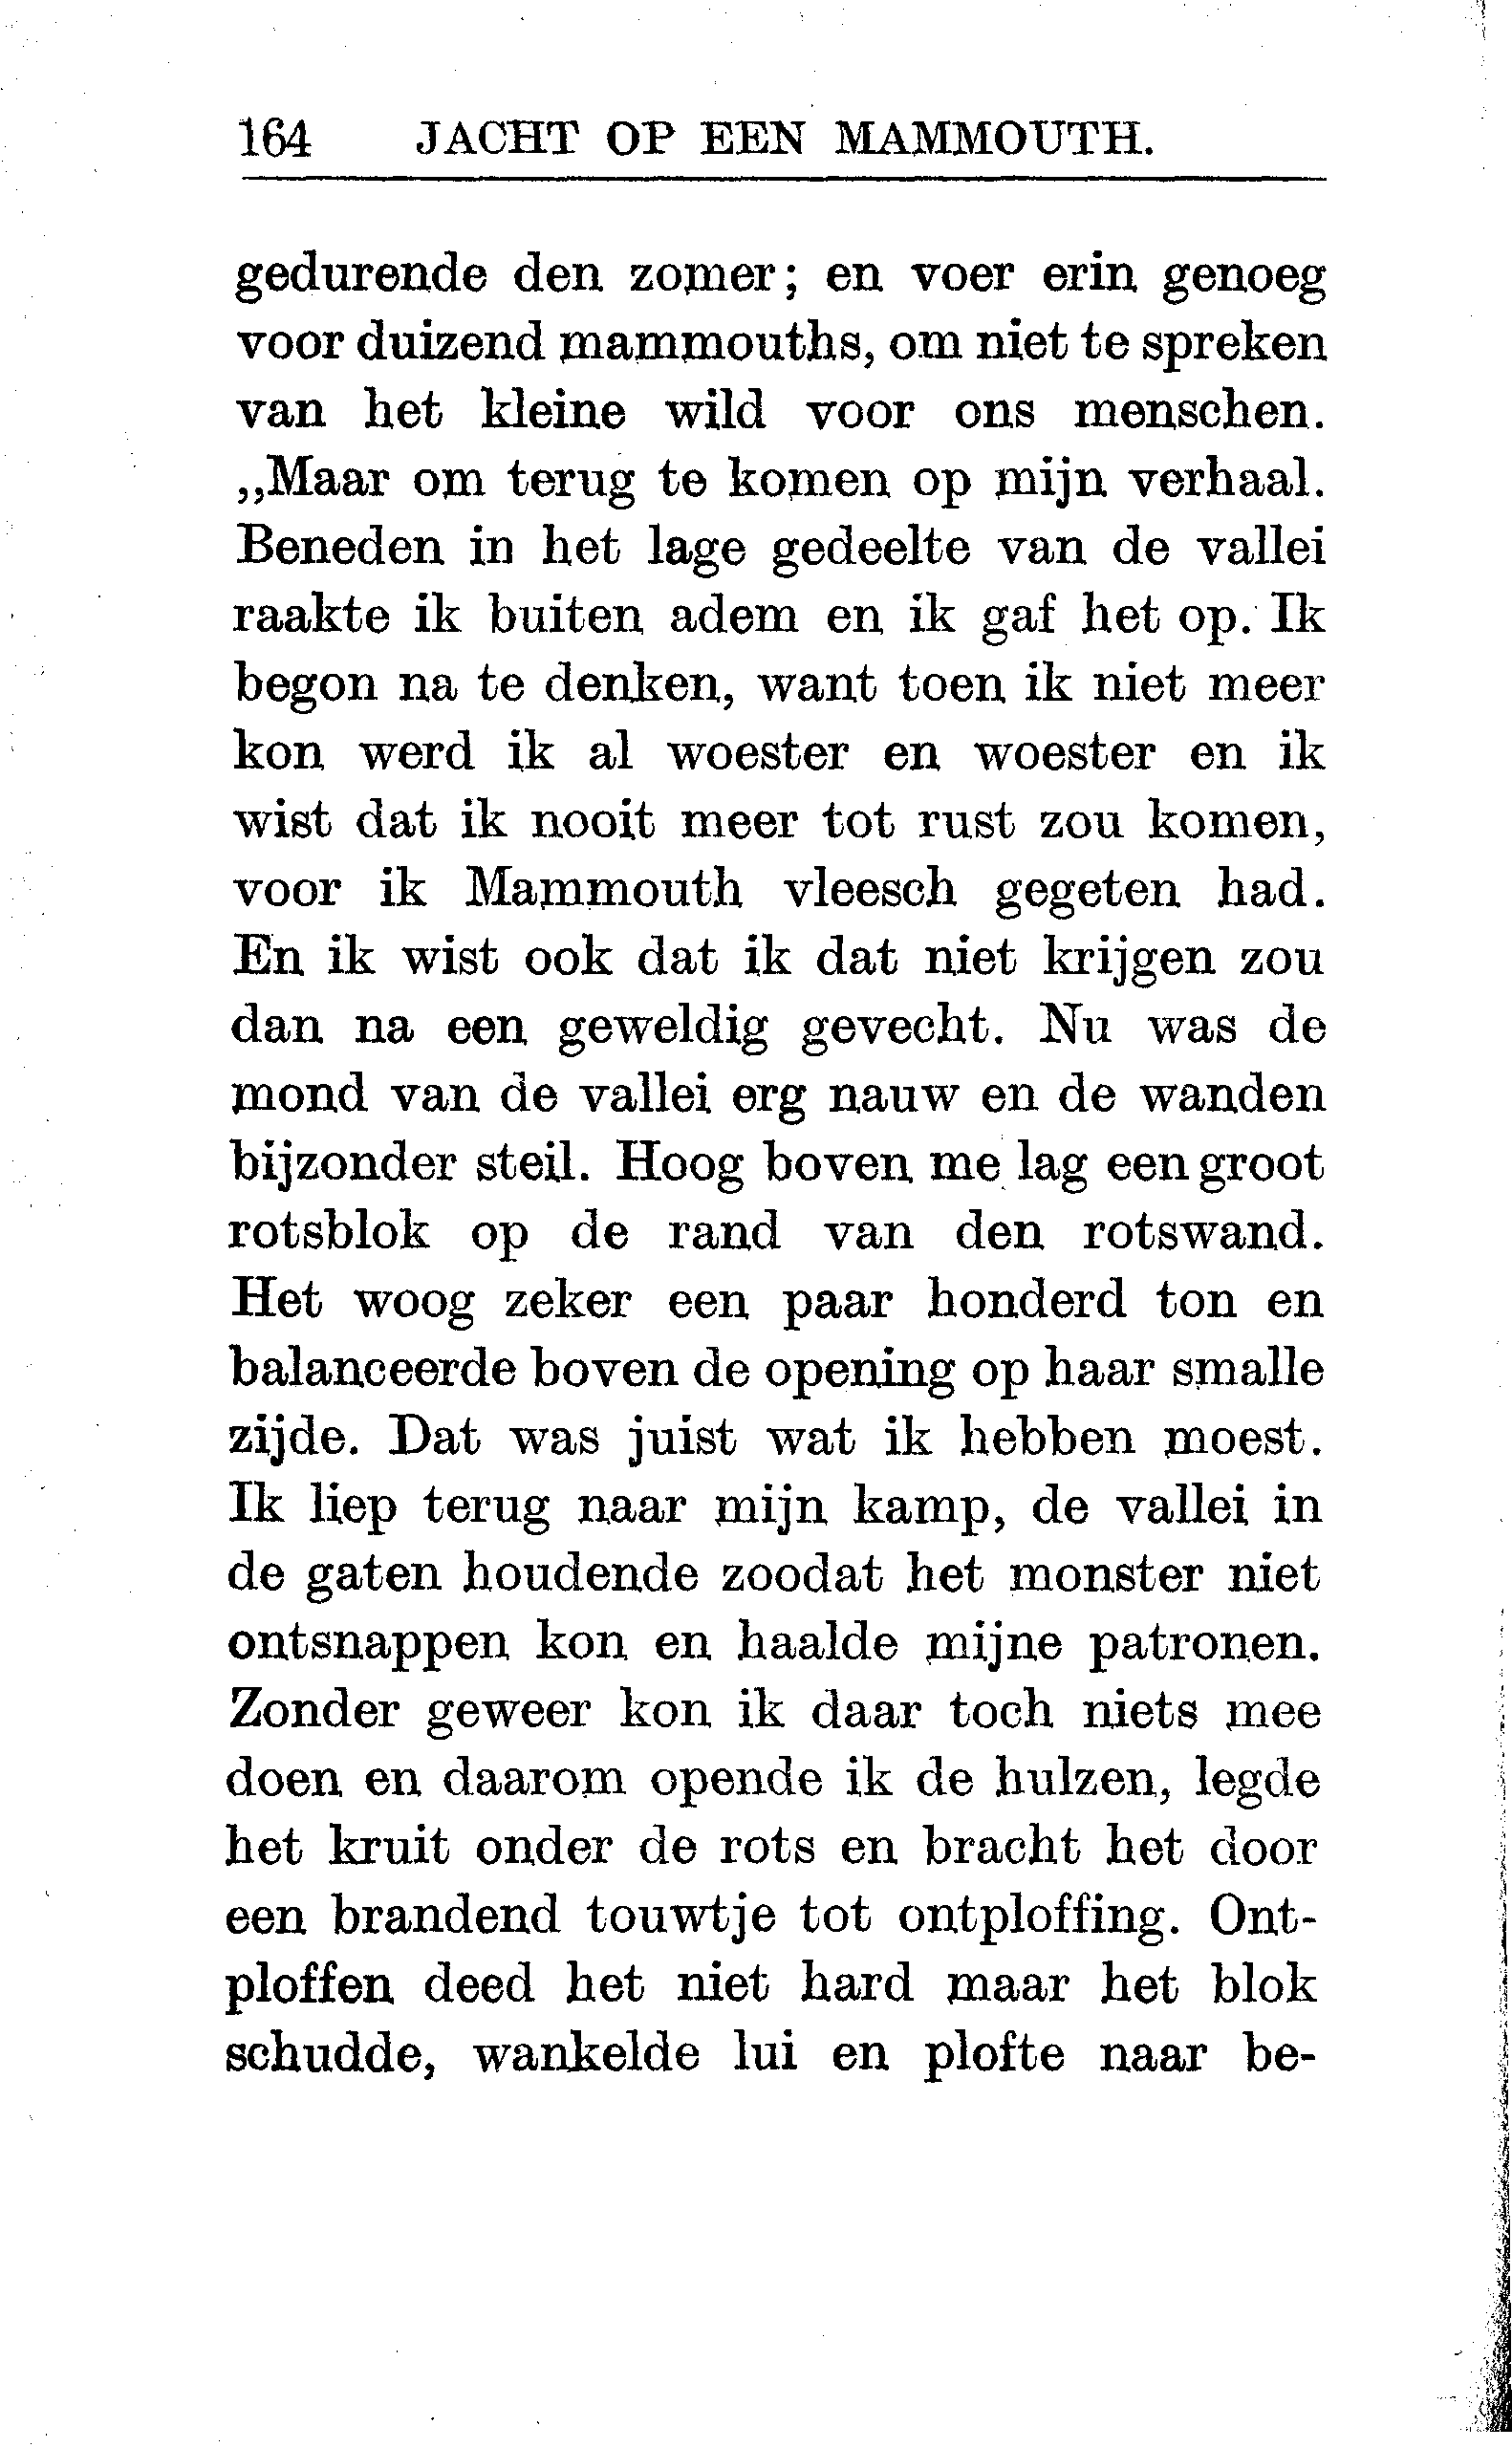 164 JACHT OP EEN MAMMOUTH.
gedurende den zomer; en voer erin genoeg
voor duizend mammouths, om niet te spreken
van het kleine wild voor ons menschen.
,,Maar om terug te komen op mijn verhaal.
Beneden in het lage gedeelte van de vallei
raakte ik buiten adem en ik gaf het op. Ik
begon na te denken, want toen ik niet meer
kon werd ik al woester en woester en ik
wist dat ik nooit meer tot rust zou komen,
voor ik Mammouth vleesch gegeten had.
En ik wist ook dat ik dat niet krijgen zou
dan na een geweldig gevecht. Nu was de
mond van de vallei erg nauw en de wanden
bijzonder steil. Hoog boven me lag een groot
rotsblok op de rand van den rotswand.
Het woog zeker een paar honderd ton en
balanceerde boven de opening op haar smalle
zijde. Dat was juist wat ik hebben moest.
Ik liep terug naar mijn kamp, de vallei in
de gaten houdende zoodat het monster niet
ontsnappen kon en haalde mijne patronen.
Zonder geweer kon ik daar toch niets mee
doen en daarom opende ik de hulzen, legde
het kruit onder de rots en bracht het door
een brandend touwtje tot ontploffing. Ont-
ploffen deed het niet hard maar het blok
schudde, wankelde lui en plofte naar be-